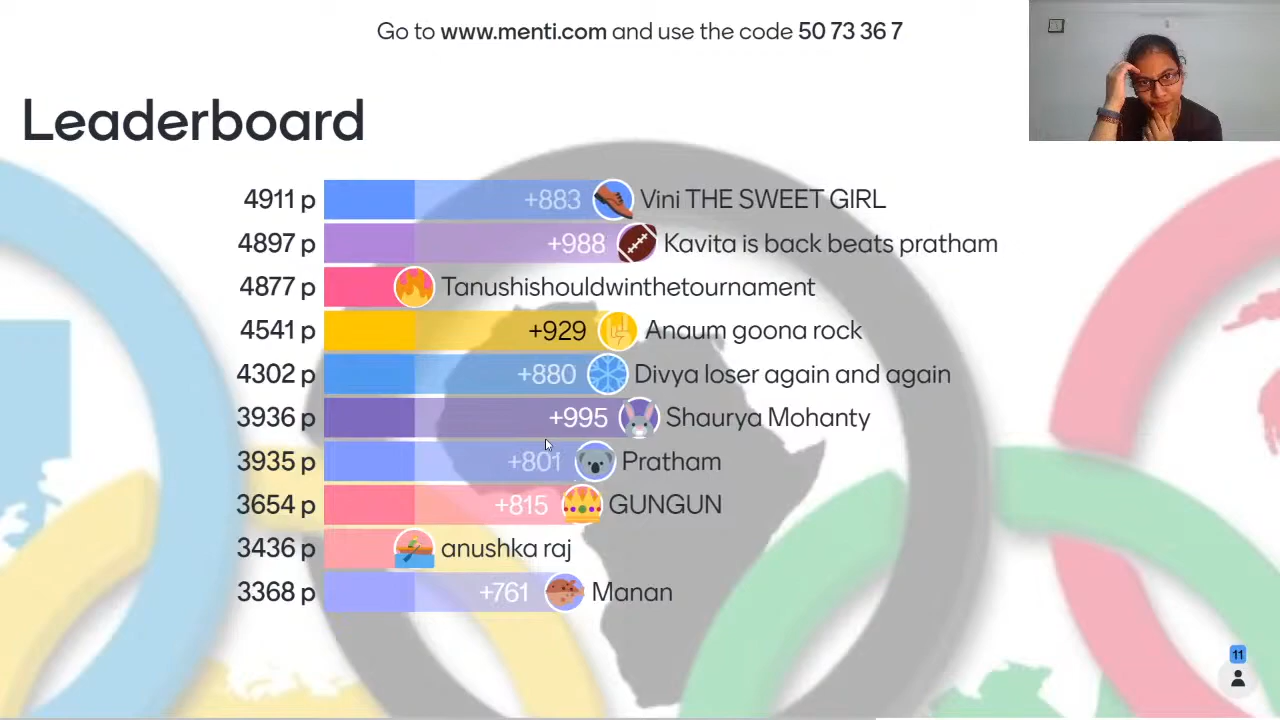 Go to www.menti.com and use the code 50 73 36 7
Leaderboard
4911 p +883 Vini THE SWEET GIRL
4897 p +988 Kavita is back beats pratham
4877 p Tanushishouldwinthetournament
4541 p +929 Anaum goona rock
4302 p +880 Divya loser again and again
3936 p +995 Shaurya Mohanty
3935 p +801 Pratham
3654 p +815 GUNGUN
3436 p anushka raj
3368 p +761 Manan
11